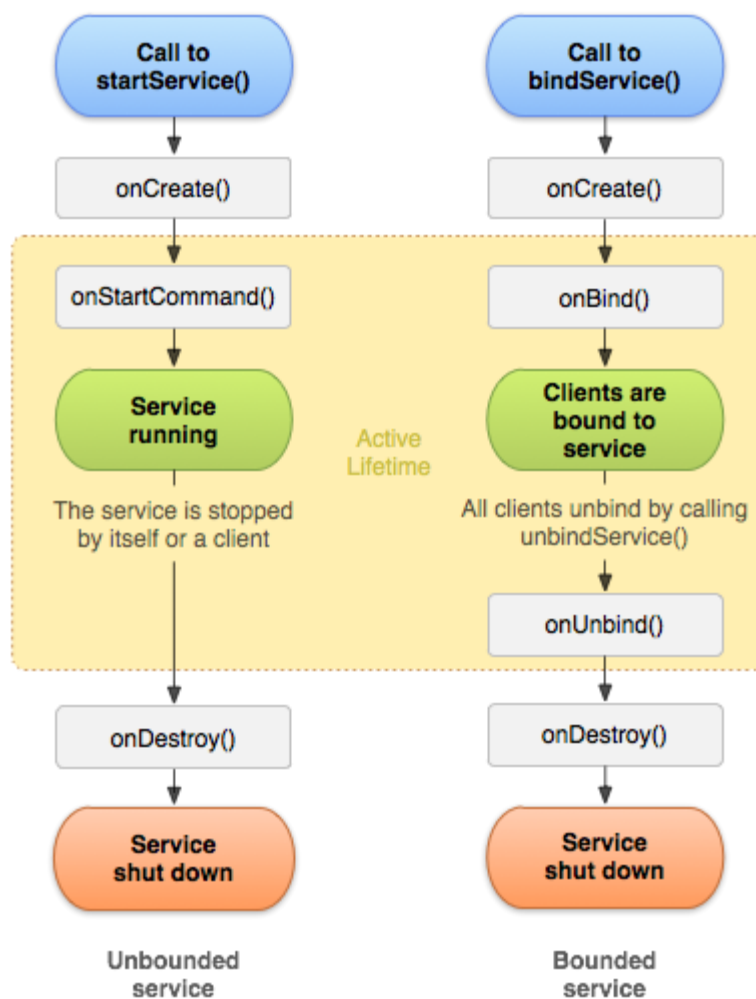 Call to
startService()
onCreate()
onStartCommand()
Service
running
The service is stopped
by itself or a client
onDestroy()
Service
shut down
Unbounded
service
Active
Lifetime
Call to
bindService()
onCreate()
onBind()
Clients are
bound to
service
All clients unbind by calling
unbindService()
onUnbind()
onDestroy()
Service
shut down
Bounded
service